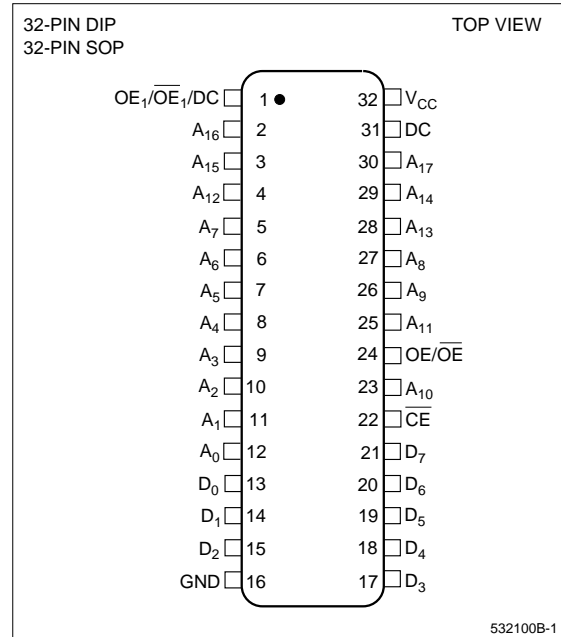 32-PIN DIP TOP VIEW
32-PIN SOP
OE₁/O̅E̅₁/DC 1 32 VCC
A₁₆ 2 31 DC
A₁₅ 3 30 A₁₇
A₁₂ 4 29 A₁₄
A₇ 5 28 A₁₃
A₆ 6 27 A₈
A₅ 7 26 A₉
A₄ 8 25 A₁₁
A₃ 9 24 OE/O̅E̅
A₂ 10 23 A₁₀
A₁ 11 22 C̅E̅
A₀ 12 21 D₇
D₀ 13 20 D₆
D₁ 14 19 D₅
D₂ 15 18 D₄
GND 16 17 D₃
532100B-1